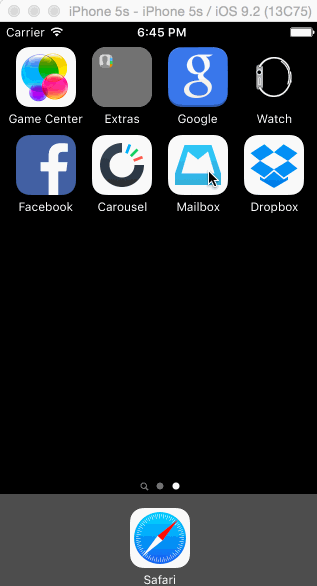 iPhone 5s - iPhone 5s / iOS 9.2 (13C75)
Carrier 6:45 PM
Game Center Extras Google Watch
Facebook Carousel Mailbox Dropbox
Safari